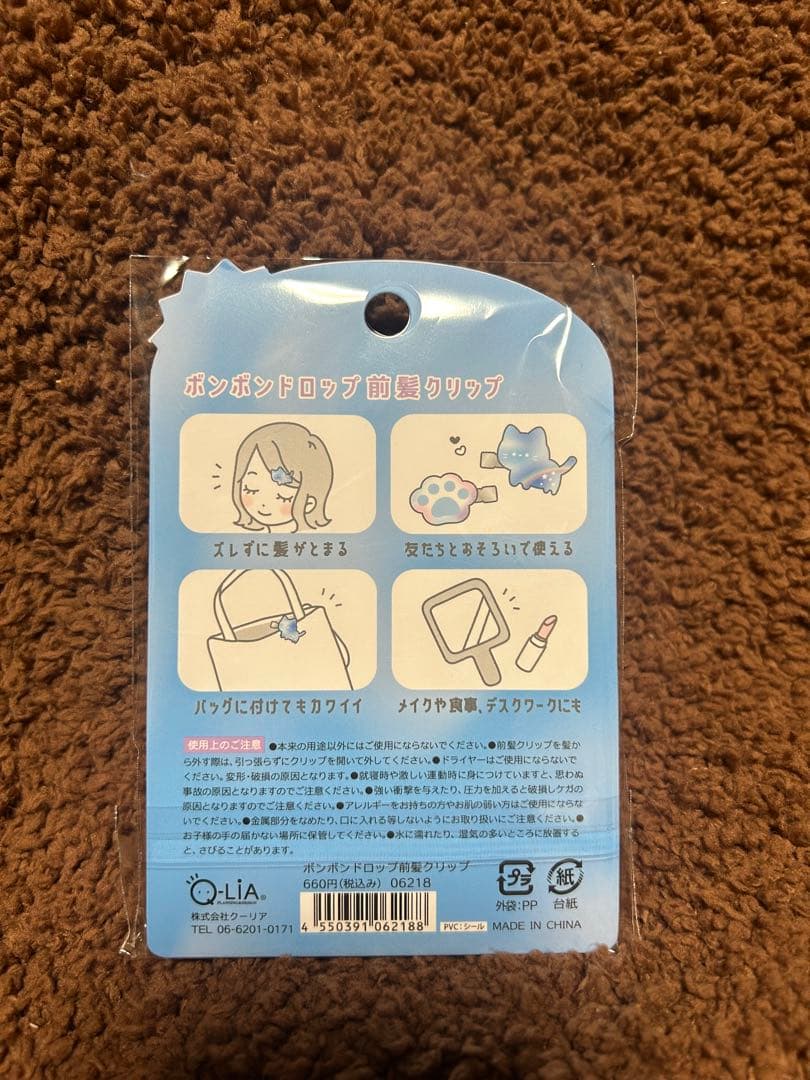 ボンボンドロップ前髪クリップ
ズレずに髪がとまる
友だちとおそろいで使える
バッグに付けてもカワイイ
メイクや食事、デスクワークにも
使用上のご注意 ●本来の用途以外にはご使用にならないでください。●前髪クリップを髪
から外す際は、引っ張らずにクリップを開いて外してください。●ドライヤーはご使用にならないで
ください。変形・破損の原因となります。●就寝時や激しい運動時に身につけていますと、思わぬ
事故の原因となりますのでご注意ください。●強い衝撃を与えたり、圧力を加えると破損しケガの
原因となりますのでご注意ください。●アレルギーをお持ちの方やお肌の弱い方はご使用にならな
いでください。●金属部分をなめたり、口に入れる等しないようにお取り扱いにご注意ください。●
お子様の手の届かない場所に保管してください。●水に濡れたり、湿気の多いところに放置する
と、さびることがあります。
Q-LiA®
株式会社クーリア
TEL 06-6201-0171
ボンボンドロップ前髪クリップ
660円(税込み) 06218
4 550391 062188
PVC:シール
プラ
外袋:PP
紙
台紙
MADE IN CHINA